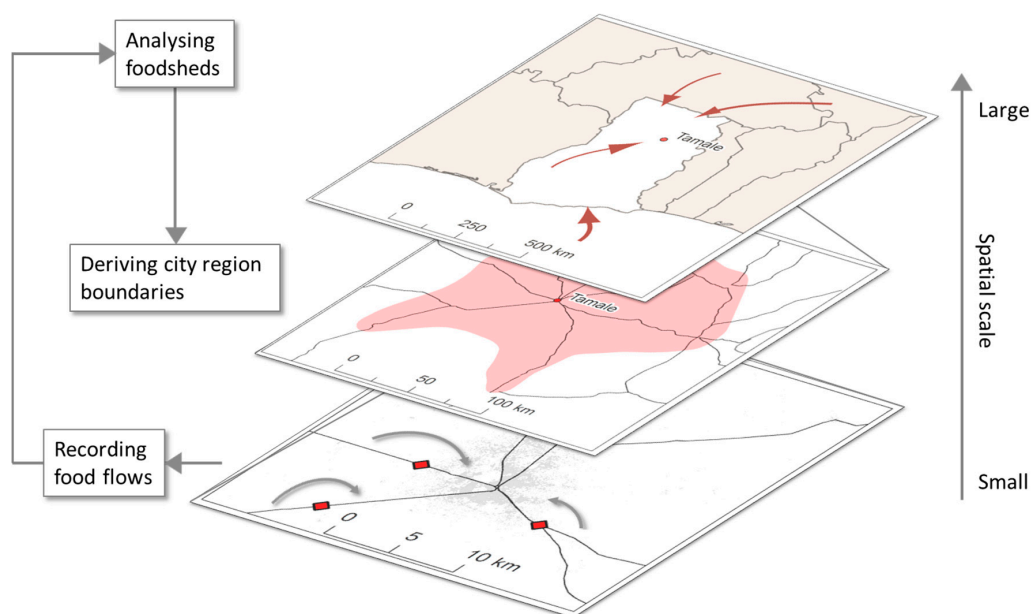 Analysing
foodsheds
Deriving city region
boundaries
Recording
food flows
Tamale
0
250
500 km
Tamale
0
50
100 km
0
5
10 km
Large
Spatial scale
Small